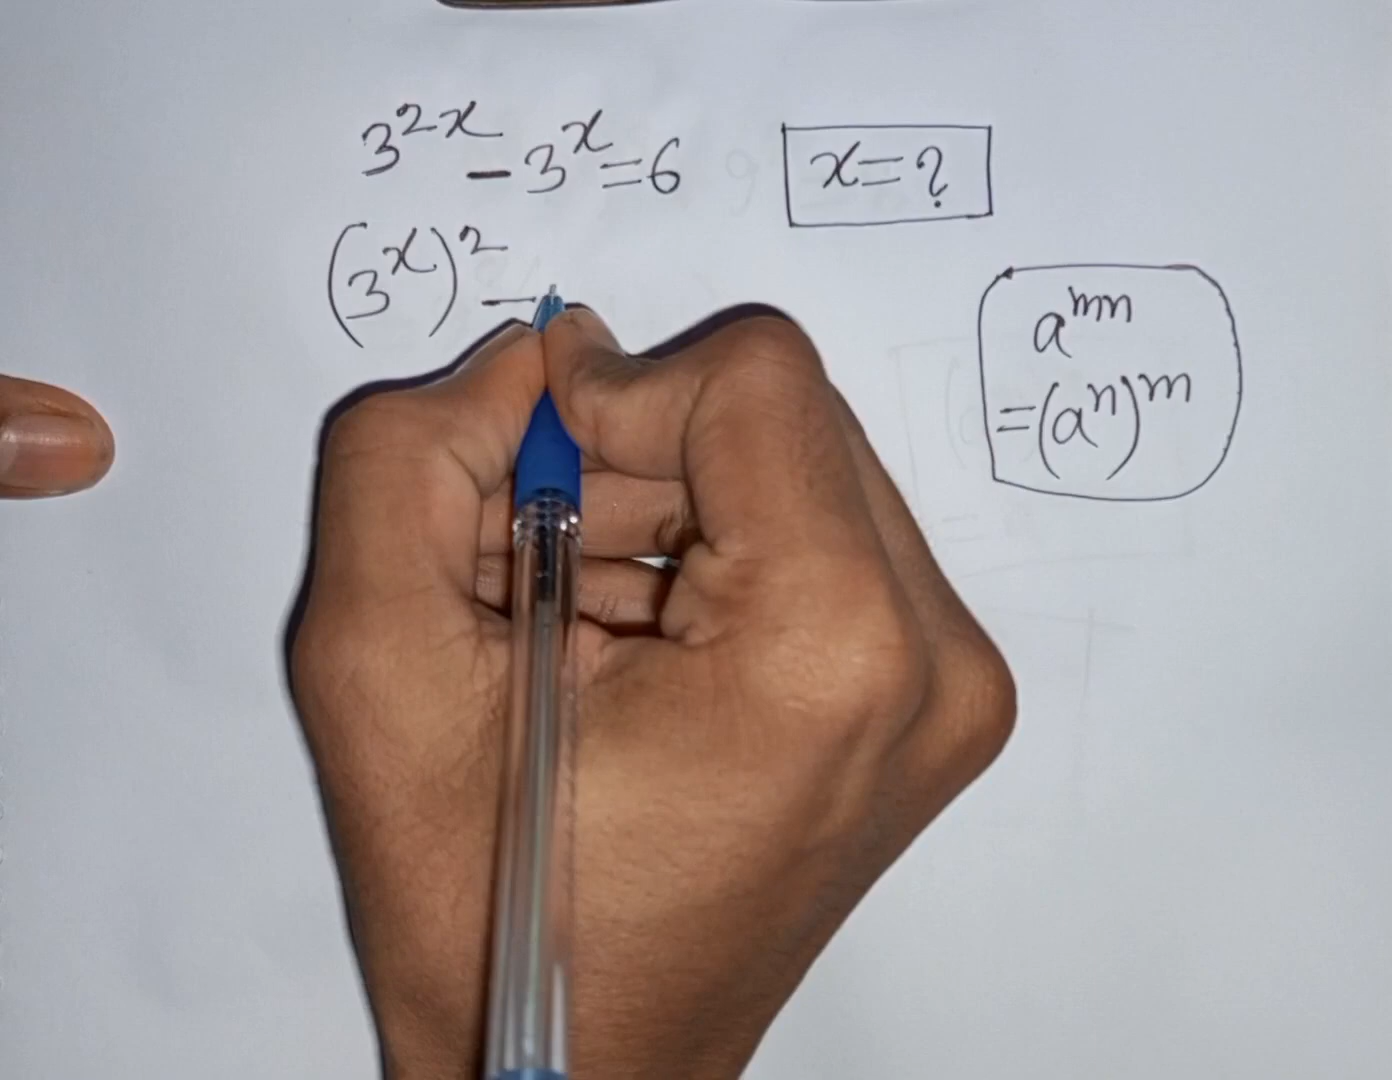 3^{2x} - 3^x = 6
x = ?
(3^x)^2 -
a^{mn}
= (a^n)^m